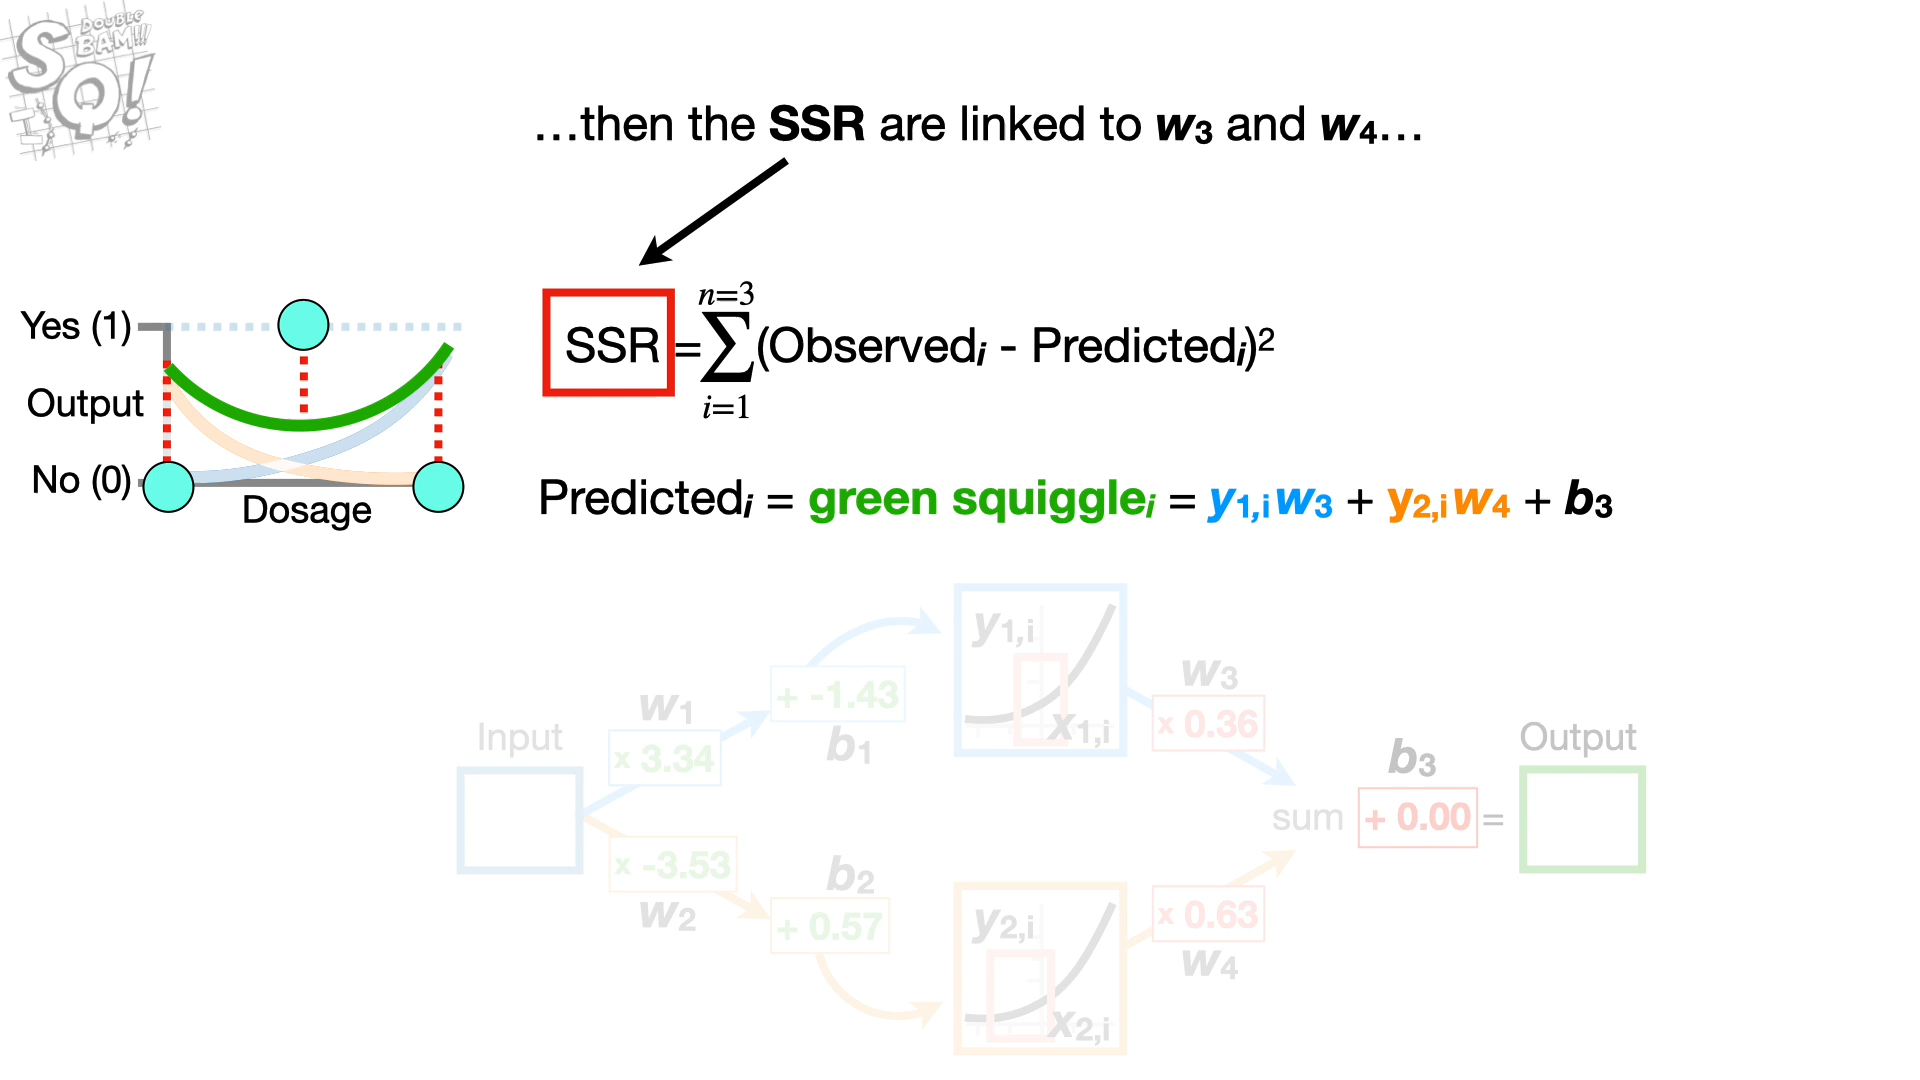 DOUBLE
BAM!!!
SQ!
...then the SSR are linked to w3 and w4...
n=3
SSR = ∑(Observedi - Predictedi)²
i=1
Yes (1)
Output
No (0)
Dosage
Predictedi = green squigglei = y1,iw3 + y2,iw4 + b3
Input
w1
x 3.34
+ -1.43
b1
y1,i
x1,i
w3
x 0.36
x -3.53
w2
b2
+ 0.57
y2,i
x2,i
x 0.63
w4
sum
b3
+ 0.00
=
Output